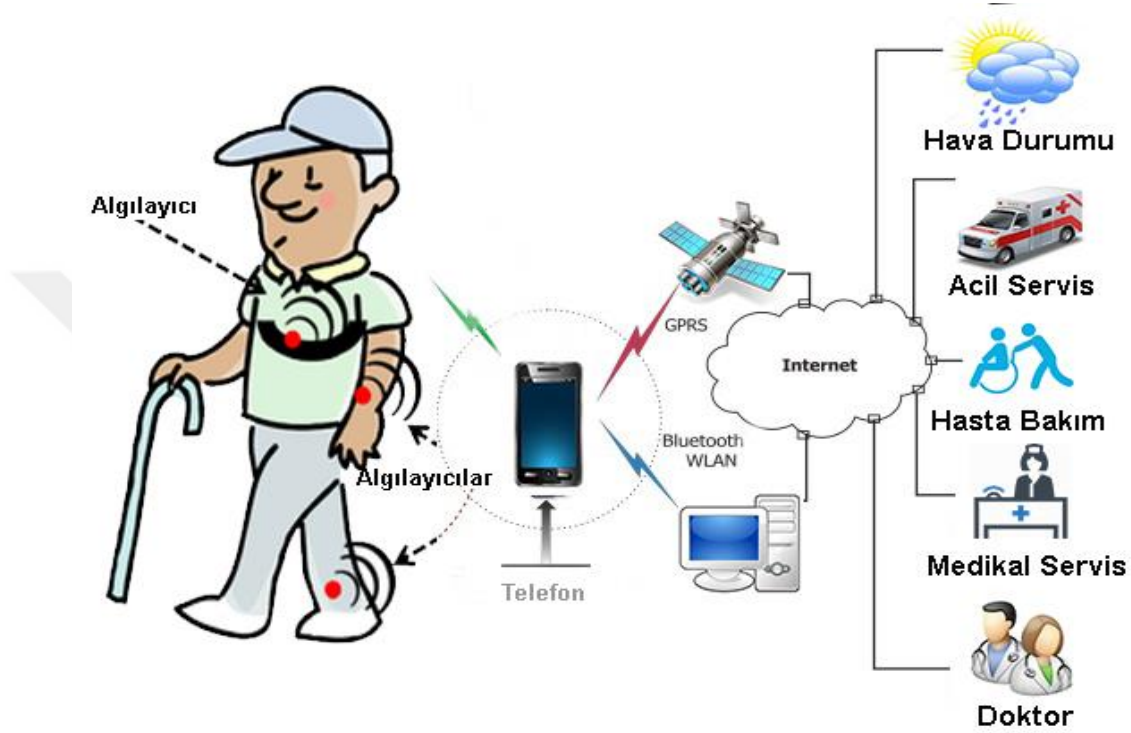 Algılayıcı
Algılayıcılar
Telefon
GPRS
Bluetooth
WLAN
Internet
Hava Durumu
Acil Servis
Hasta Bakım
Medikal Servis
Doktor